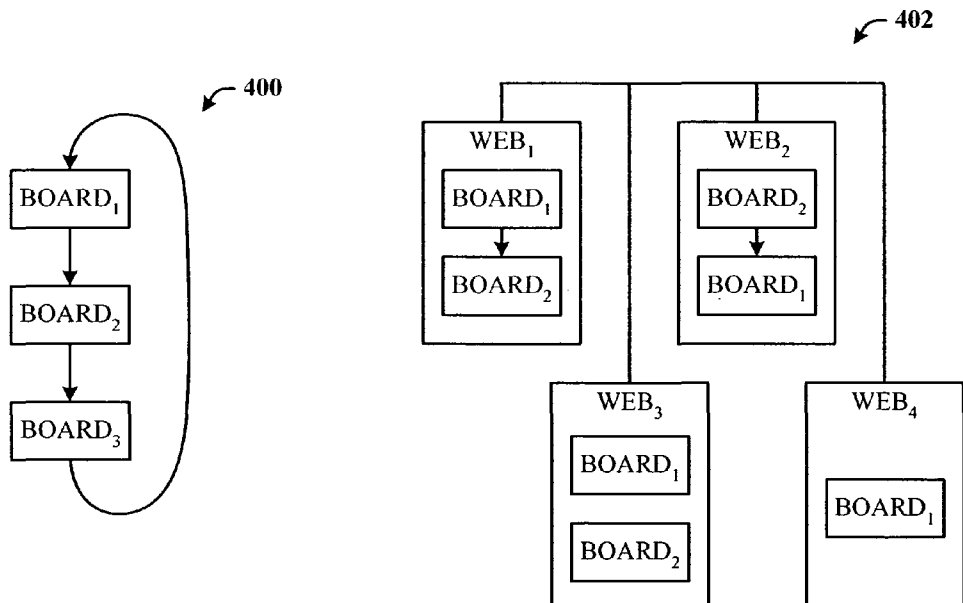 402
400
BOARD₁
BOARD₂
BOARD₃
WEB₁
BOARD₁
BOARD₂
WEB₂
BOARD₂
BOARD₁
WEB₃
BOARD₁
BOARD₂
WEB₄
BOARD₁